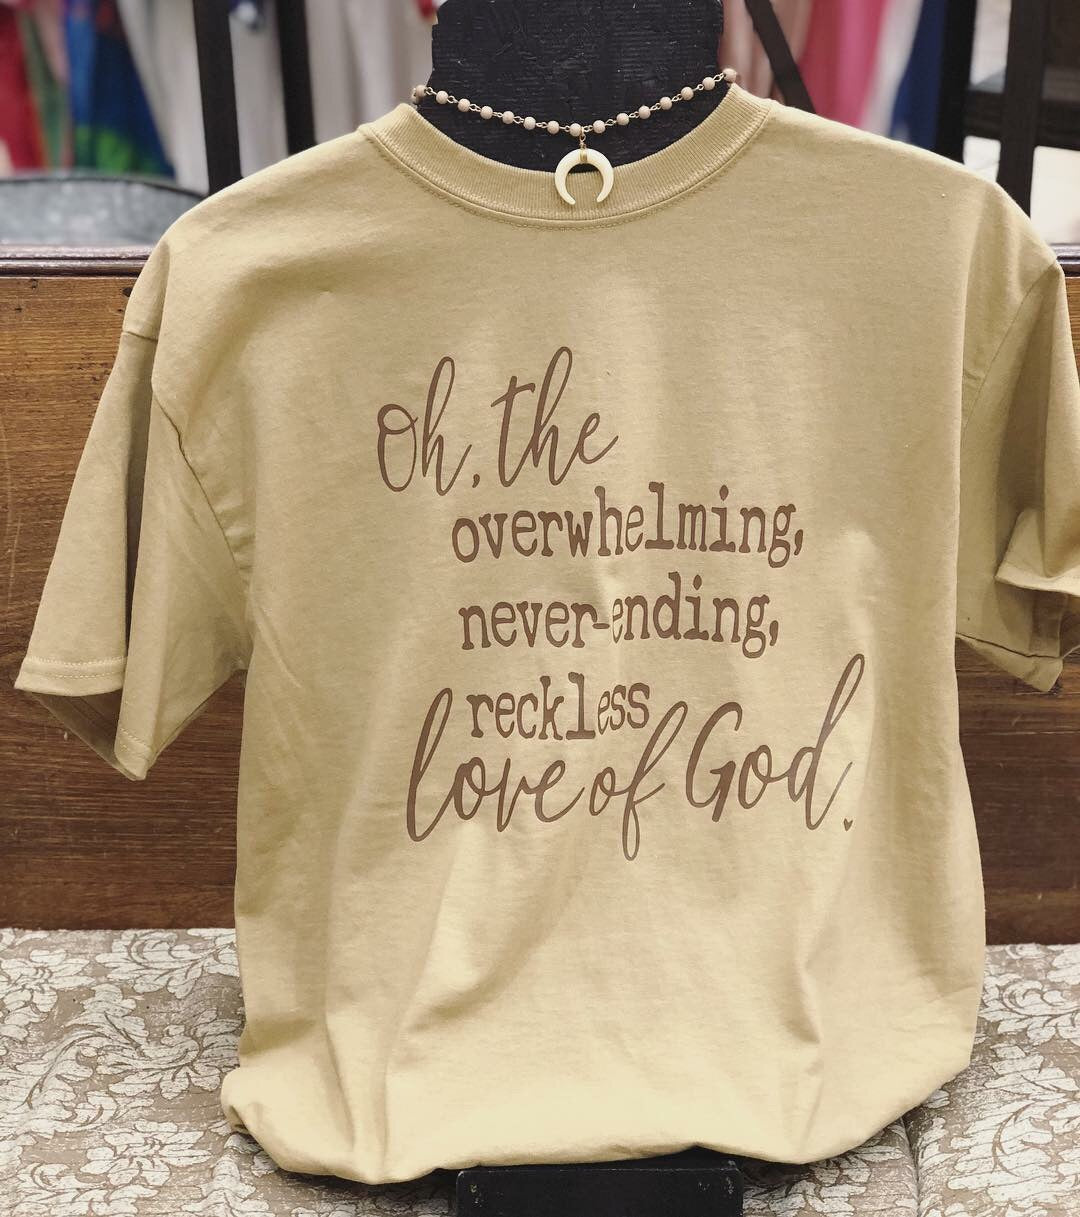 Oh, the
overwhelming,
never-ending,
reckless
love of God.